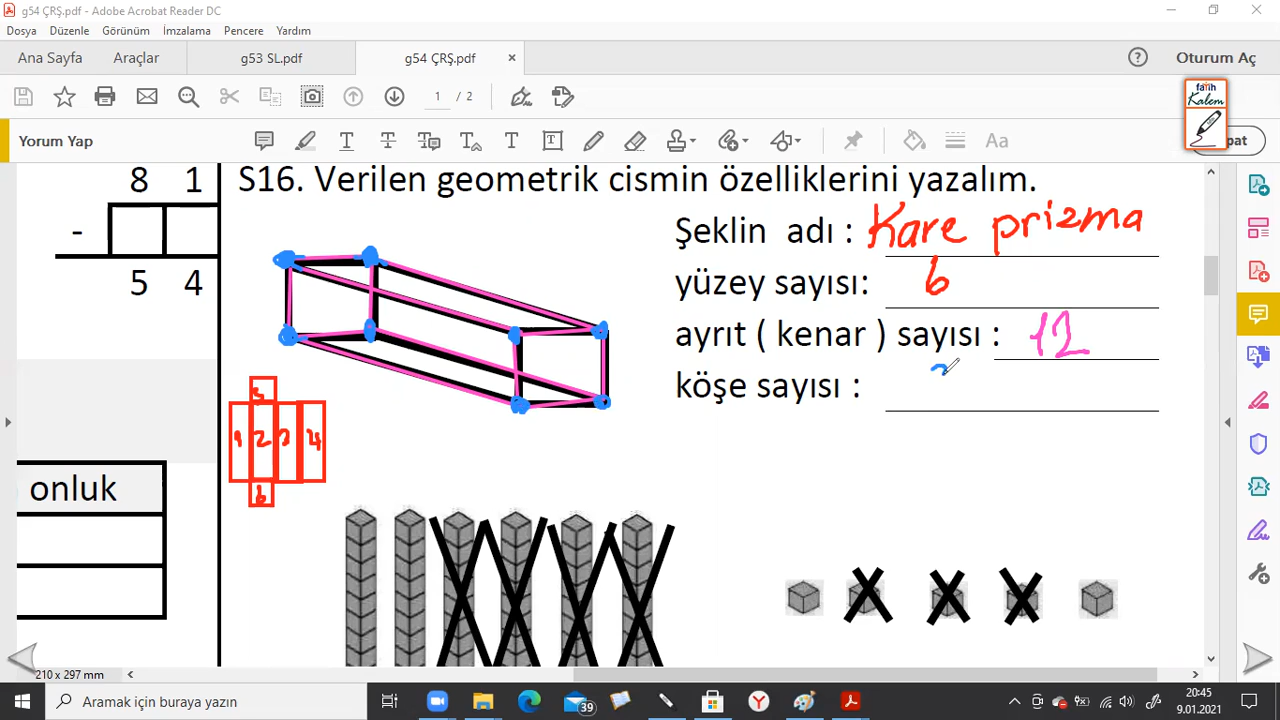 g54 ÇRŞ.pdf - Adobe Acrobat Reader DC
Dosya Düzenle Görünüm İmzalama Pencere Yardım
Ana Sayfa Araçlar g53 SL.pdf g54 ÇRŞ.pdf × Oturum Aç
1 / 2
fatih
Kalem
Yorum Yap pat
8 1
-
5 4
S16. Verilen geometrik cismin özelliklerini yazalım.
Şeklin adı : Kare prizma
yüzey sayısı: 6
ayrıt ( kenar ) sayısı : 12
köşe sayısı :
5
1 2 3 4
6
onluk
210 x 297 mm
Aramak için buraya yazın
39
20:45
9.01.2021